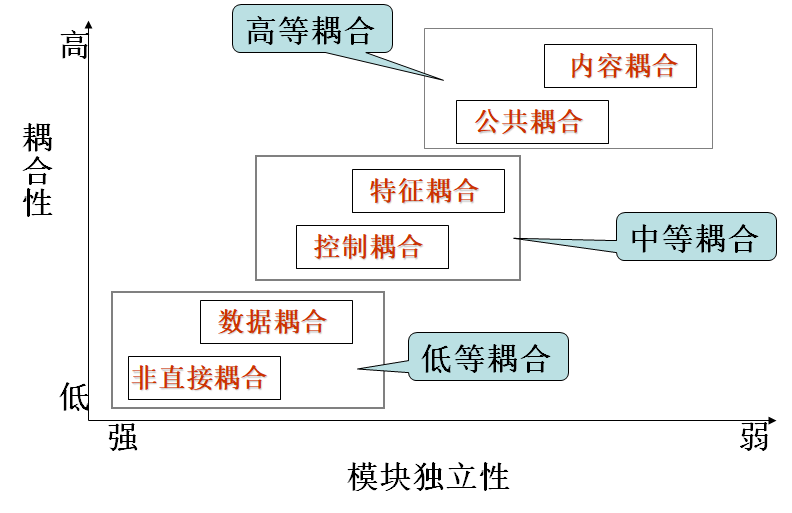 高等耦合
高
内容耦合
公共耦合
耦合性
特征耦合
控制耦合
中等耦合
数据耦合
低等耦合
非直接耦合
低
强
弱
模块独立性